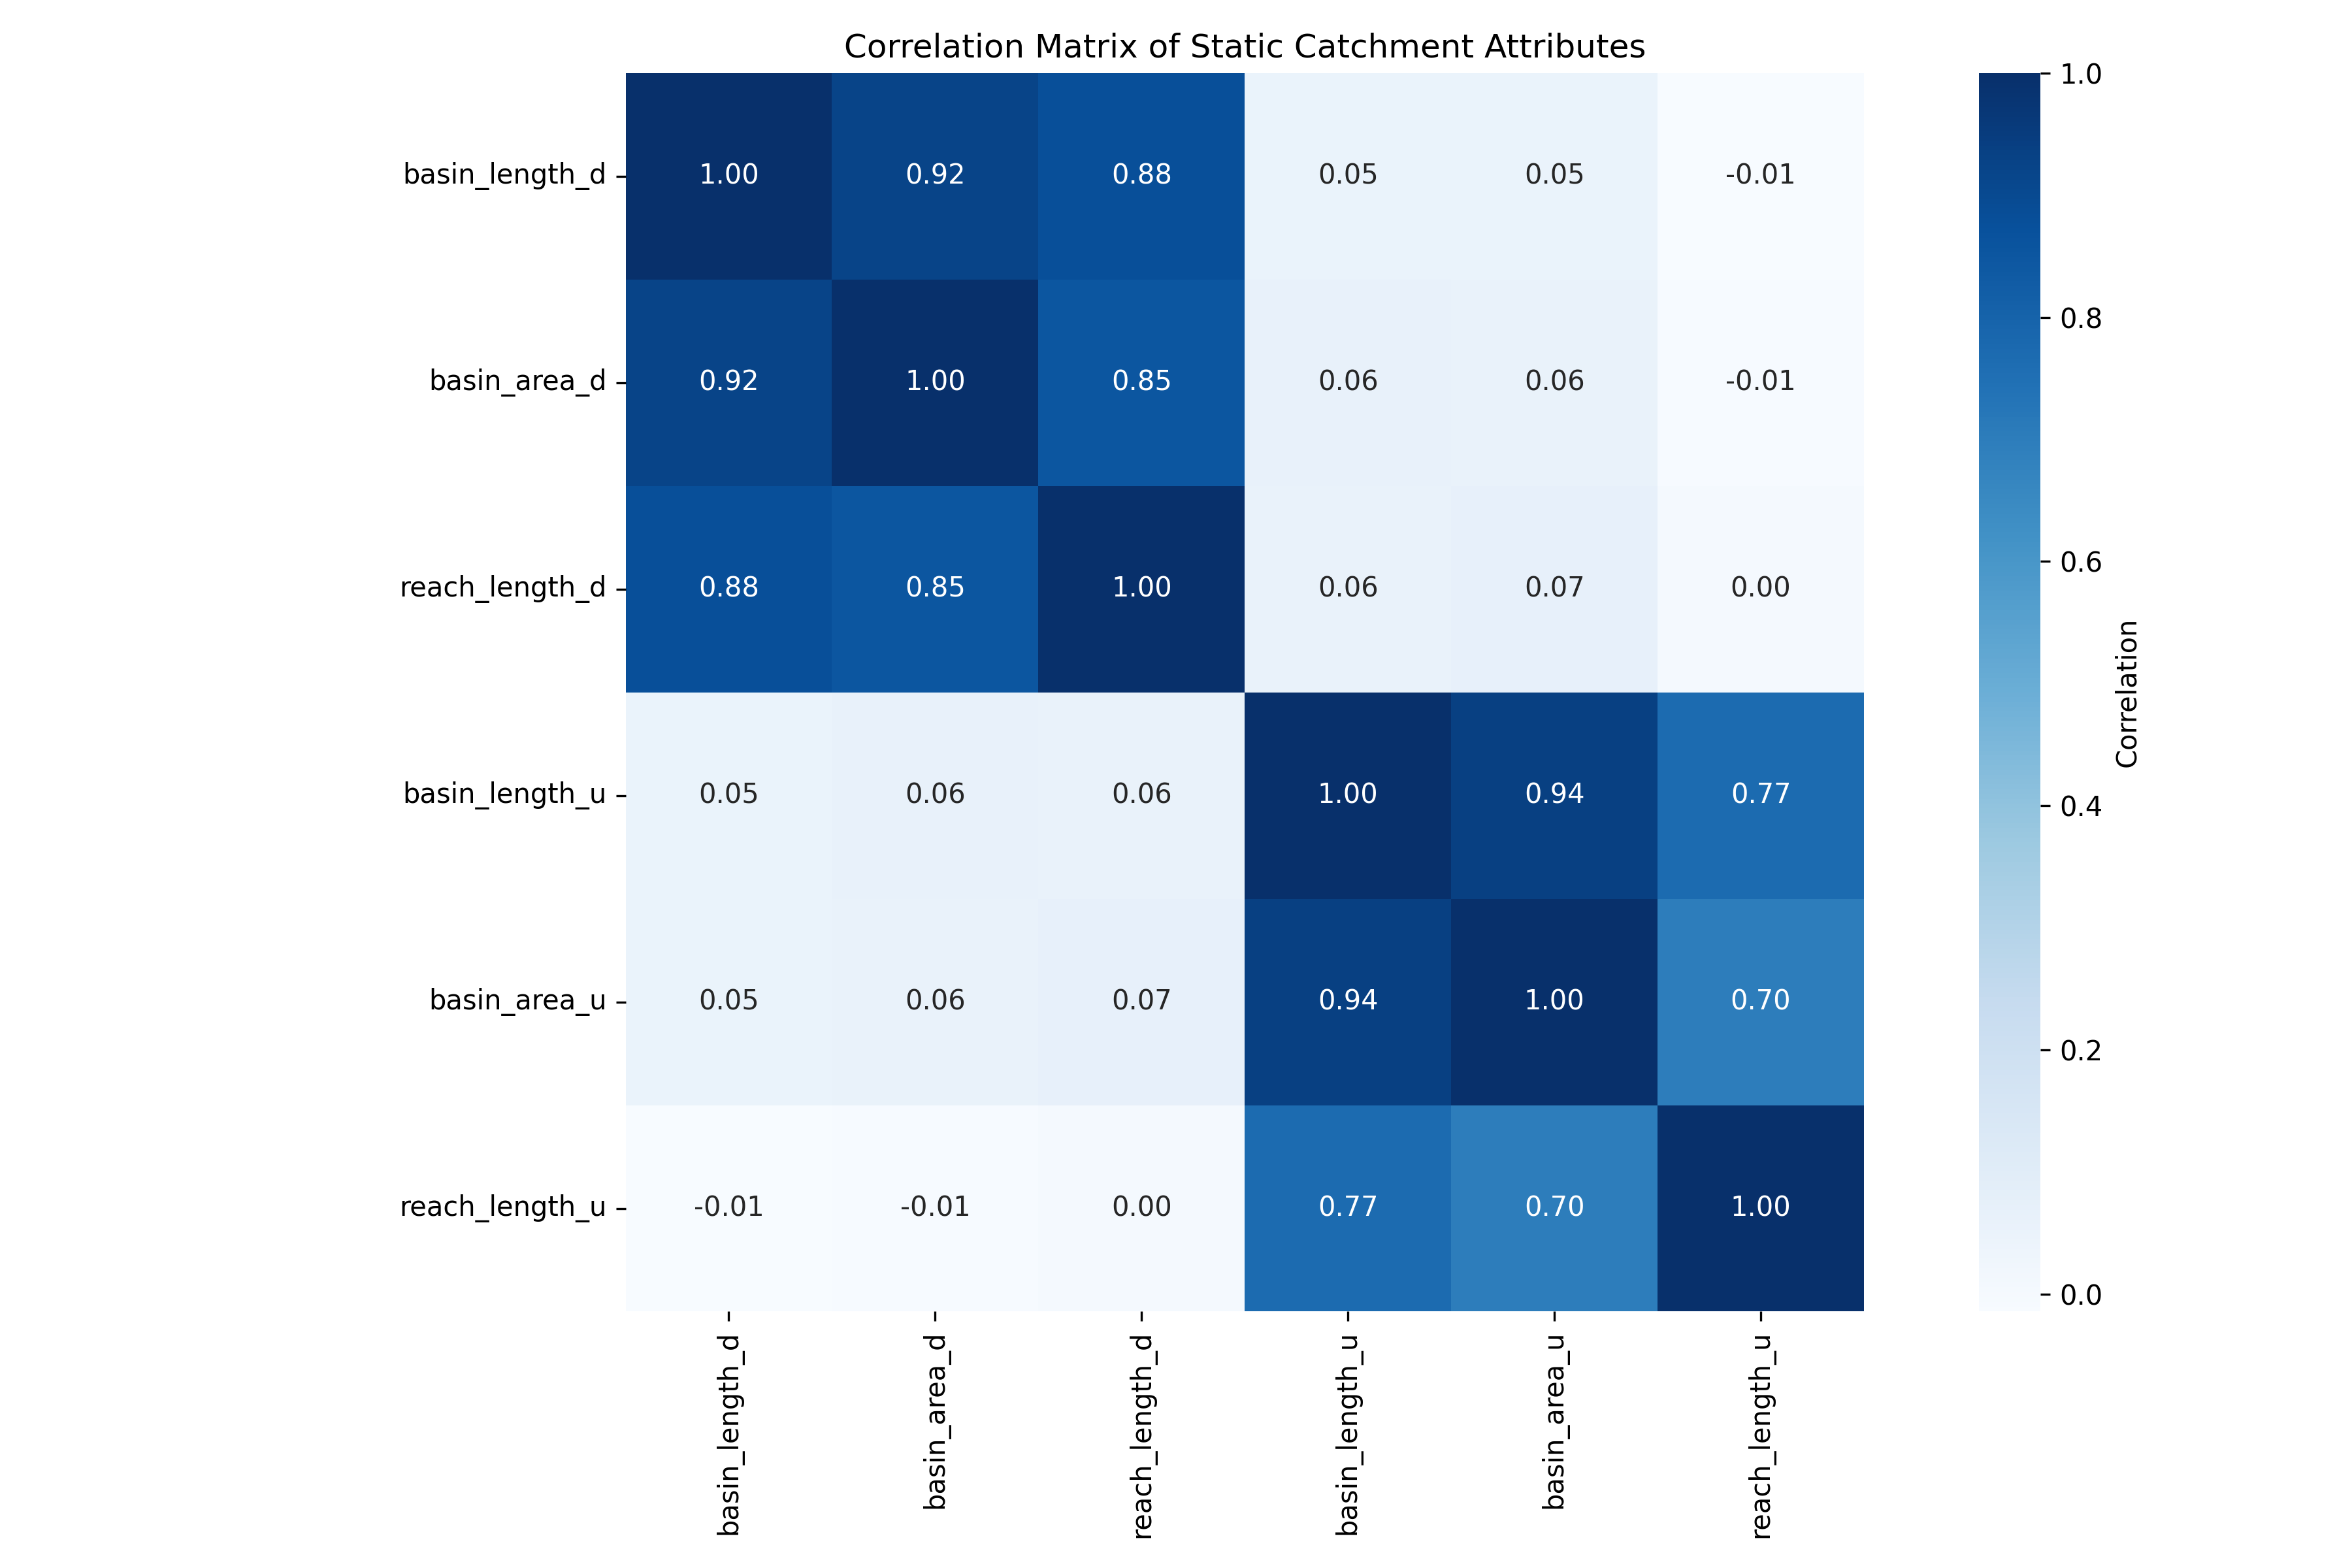 Correlation Matrix of Static Catchment Attributes
basin_length_d 1.00 0.92 0.88 0.05 0.05 -0.01
basin_area_d 0.92 1.00 0.85 0.06 0.06 -0.01
reach_length_d 0.88 0.85 1.00 0.06 0.07 0.00
basin_length_u 0.05 0.06 0.06 1.00 0.94 0.77
basin_area_u 0.05 0.06 0.07 0.94 1.00 0.70
reach_length_u -0.01 -0.01 0.00 0.77 0.70 1.00
basin_length_d
basin_area_d
reach_length_d
basin_length_u
basin_area_u
reach_length_u
1.0
0.8
0.6
0.4
0.2
0.0
Correlation